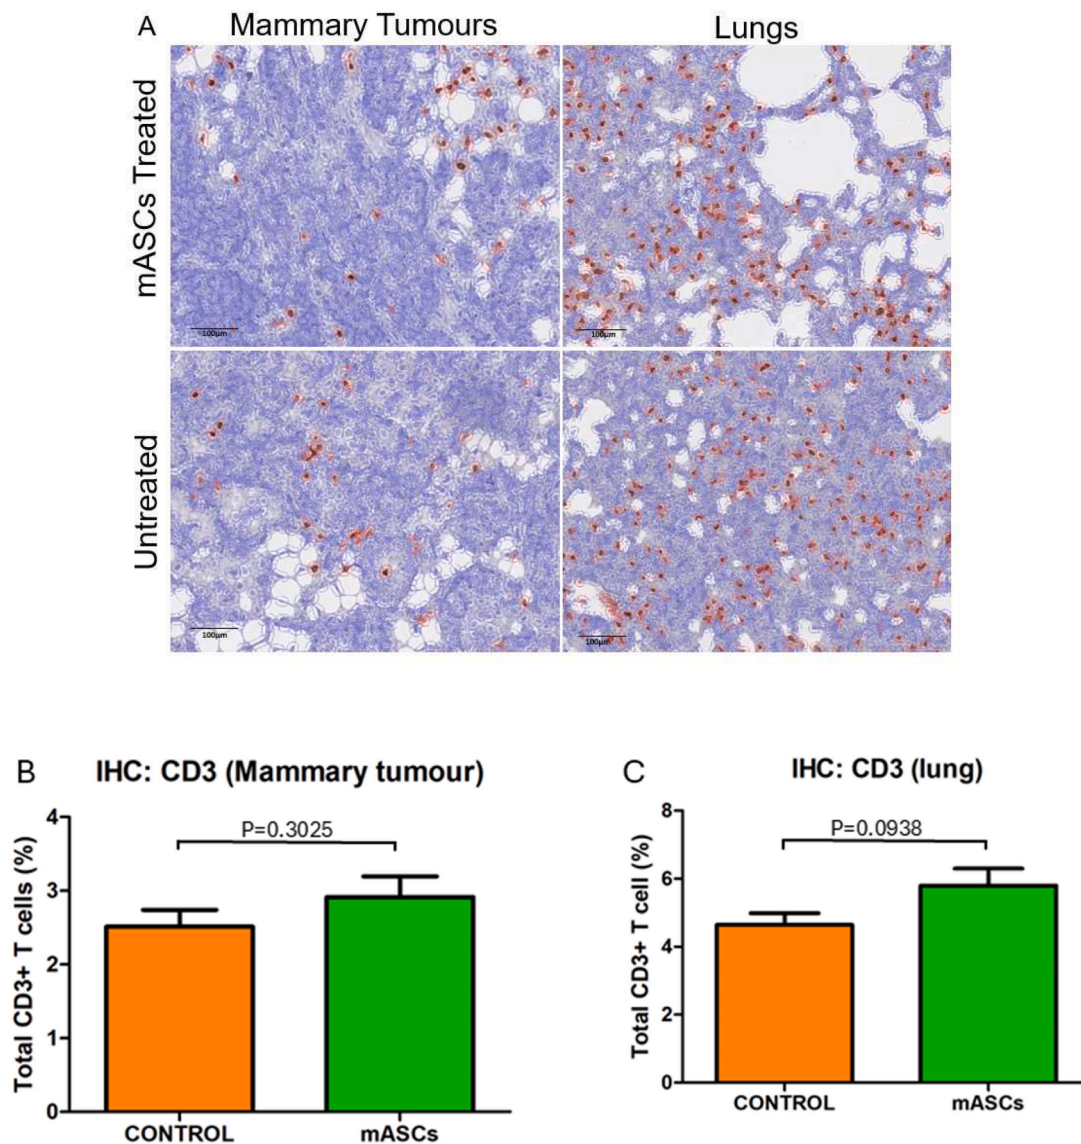 A
Mammary Tumours
Lungs
mASCs Treated
100µm
100µm
Untreated
100µm
100µm
B
IHC: CD3 (Mammary tumour)
Total CD3+ T cells (%)
4
3
2
1
0
P=0.3025
CONTROL
mASCs
C
IHC: CD3 (lung)
Total CD3+ T cell (%)
8
6
4
2
0
P=0.0938
CONTROL
mASCs